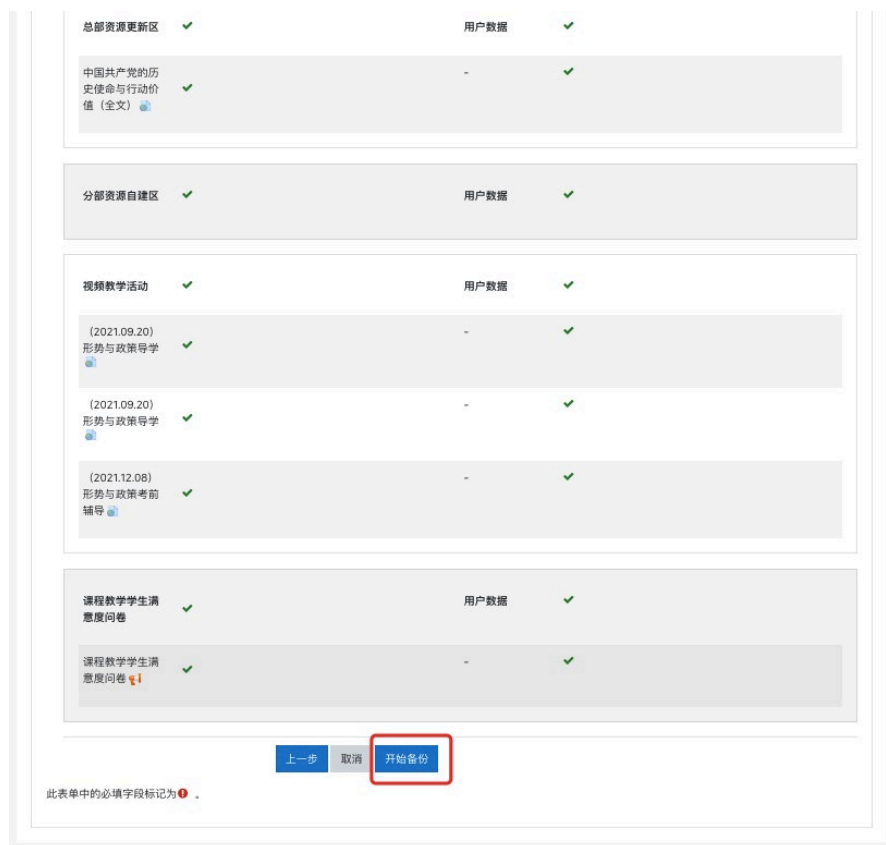 总部资源更新区 用户数据
中国共产党的历 -
史使命与行动价
值（全文）
分部资源自建区 用户数据
视频教学活动 用户数据
（2021.09.20） -
形势与政策导学
（2021.09.20） -
形势与政策导学
（2021.12.08） -
形势与政策考前
辅导
课程教学学生满 用户数据
意度问卷
课程教学学生满 -
意度问卷
上一步 取消 开始备份
此表单中的必填字段标记为 。